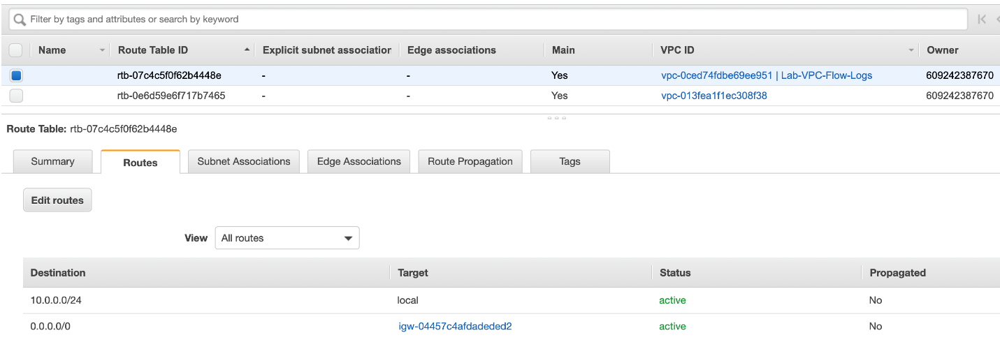 Filter by tags and attributes or search by keyword
Name Route Table ID Explicit subnet association Edge associations Main VPC ID Owner
rtb-07c4c5f0f62b4448e - - Yes vpc-0ced74fdbe69ee951 | Lab-VPC-Flow-Logs 609242387670
rtb-0e6d59e6f717b7465 - - Yes vpc-013fea1f1ec308f38 609242387670
Route Table: rtb-07c4c5f0f62b4448e
Summary Routes Subnet Associations Edge Associations Route Propagation Tags
Edit routes
View All routes
Destination Target Status Propagated
10.0.0.0/24 local active No
0.0.0.0/0 igw-04457c4afdadeded2 active No